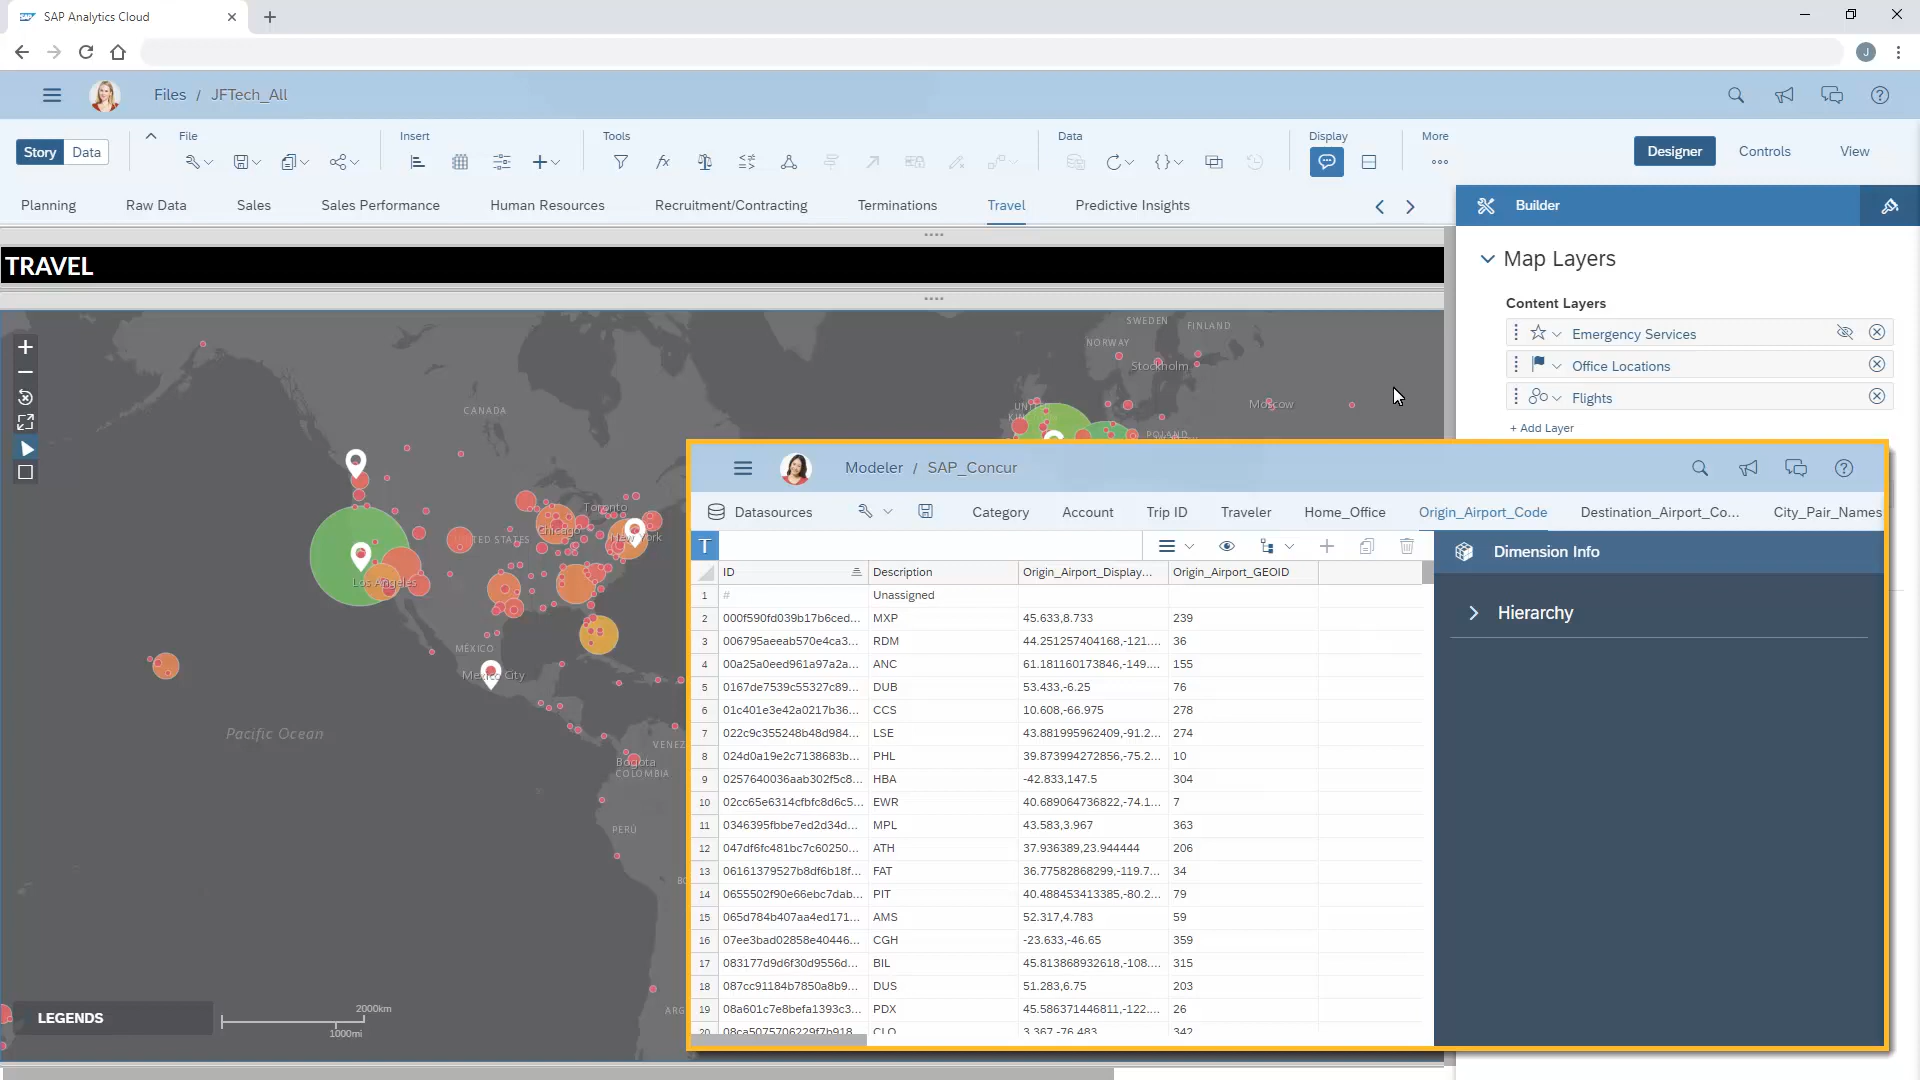 SAP Analytics Cloud
J
Files / JFTech_All
Story Data
File Insert Tools Data Display More
Designer Controls View
Planning Raw Data Sales Sales Performance Human Resources Recruitment/Contracting Terminations Travel Predictive Insights
Builder
TRAVEL
Map Layers
Content Layers
Emergency Services
Office Locations
Flights
+ Add Layer
SWEDEN
FINLAND
NORWAY
Stockholm
Moscow
CANADA
POLAND
Toronto
Chicago
New York
Los Angeles
MÉXICO
Mexico City
Pacific Ocean
Bogota
COLOMBIA
PERÚ
LEGENDS
2000km
1000mi
Modeler / SAP_Concur
Datasources Category Account Trip ID Traveler Home_Office Origin_Airport_Code Destination_Airport_Co... City_Pair_Names
T
Dimension Info
Hierarchy
ID Description Origin_Airport_Display... Origin_Airport_GEOID
1 # Unassigned
2 000f590fd039b17b6ced... MXP 45.633,8.733 239
3 006795aeeab570e4ca3... RDM 44.251257404168,-121.... 36
4 00a25a0eed961a97a2a... ANC 61.181160173846,-149.... 155
5 0167de7539c55327c89... DUB 53.433,-6.25 76
6 01c401e3e42a0217b36... CCS 10.608,-66.975 278
7 022c9c355248b48d984... LSE 43.881995962409,-91.2... 274
8 024d0a19e2c7138683b... PHL 39.873994272856,-75.2... 10
9 0257640036aab302f5c8... HBA -42.833,147.5 304
10 02cc65e6314cfbfc8d6c5... EWR 40.689064736822,-74.1... 7
11 0346395fbbe7ed2d34d... MPL 43.583,3.967 363
12 047df6fc481bc7c60250... ATH 37.936389,23.944444 206
13 06161379527b8df6b18f... FAT 36.77582868299,-119.7... 34
14 0655502f90e66ebc7dab... PIT 40.488453413385,-80.2... 79
15 065d784b407aa4ed171... AMS 52.317,4.783 59
16 07ee3bad02858e40446... CGH -23.633,-46.65 359
17 083177d9d6f30d9556d... BIL 45.813868932618,-108.... 315
18 087cc91184b7850a8b9... DUS 51.283,6.75 203
19 08a601c7e8befa1393c3... PDX 45.586371446811,-122.... 26
20 08ca5075706229f7b918... CLO 3.367,-76.483 342